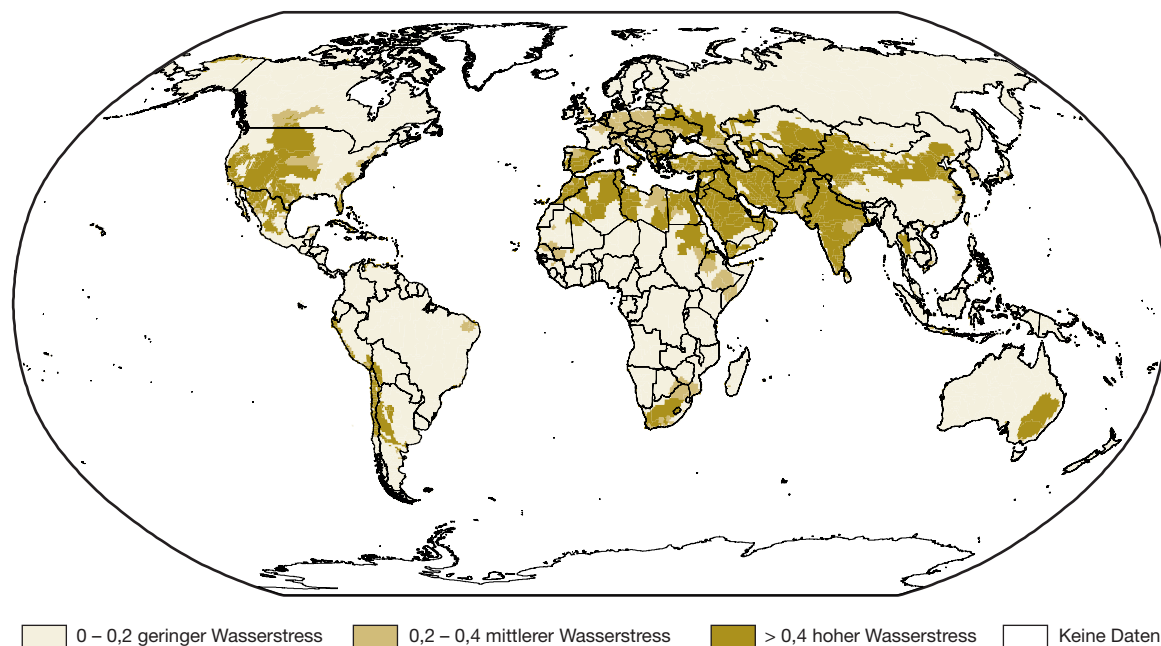 0 – 0,2 geringer Wasserstress 0,2 – 0,4 mittlerer Wasserstress > 0,4 hoher Wasserstress Keine Daten